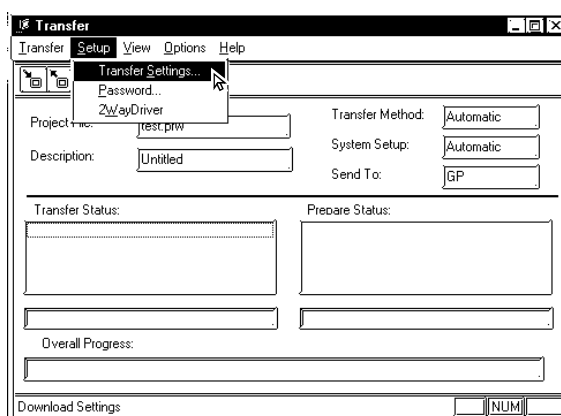 Transfer
Transfer Setup View Options Help
Transfer Settings...
Password...
2WayDriver
Project File: test.prw
Description: Untitled
Transfer Method: Automatic
System Setup: Automatic
Send To: GP
Transfer Status:
Prepare Status:
Overall Progress:
Download Settings
NUM